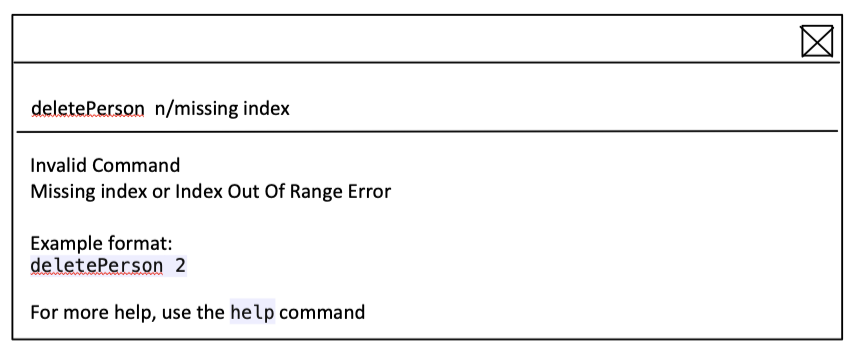 deletePerson n/missing index
Invalid Command
Missing index or Index Out Of Range Error
Example format:
deletePerson 2
For more help, use the help command